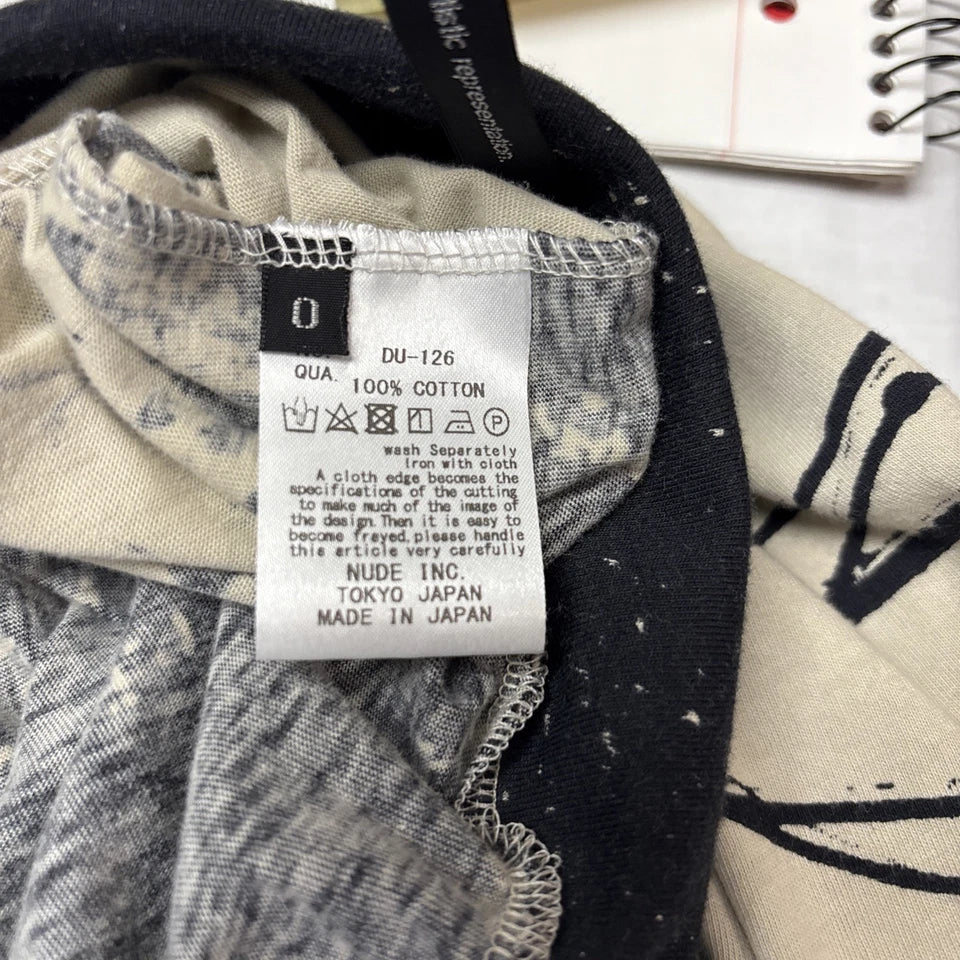 tistic representation.
0
DU-126
QUA. 100% COTTON
P
wash Separately
Iron with cloth
A cloth edge becomes the
specifications of the cutting
to make much of the image of
the design. Then it is easy to
become frayed. please handle
this article very carefully
NUDE INC.
TOKYO JAPAN
MADE IN JAPAN